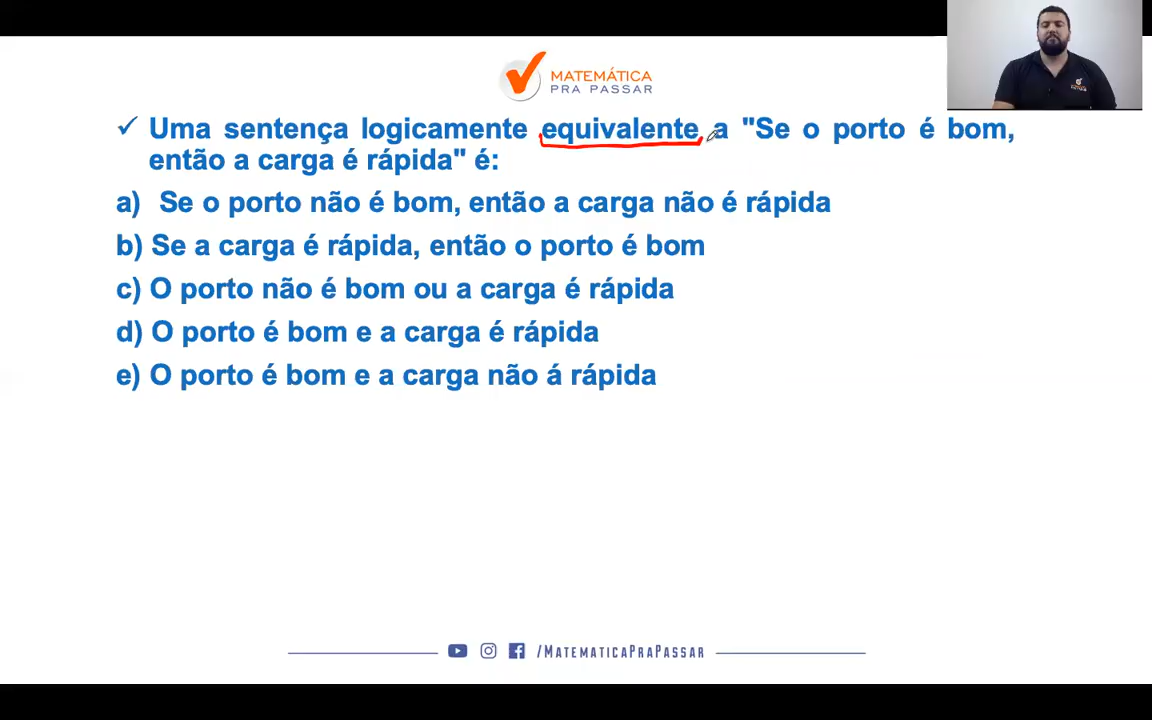 MATEMÁTICA
PRA PASSAR
✓ Uma sentença logicamente equivalente a "Se o porto é bom,
então a carga é rápida" é:
a) Se o porto não é bom, então a carga não é rápida
b) Se a carga é rápida, então o porto é bom
c) O porto não é bom ou a carga é rápida
d) O porto é bom e a carga é rápida
e) O porto é bom e a carga não á rápida
/MATEMATICAPRAPASSAR